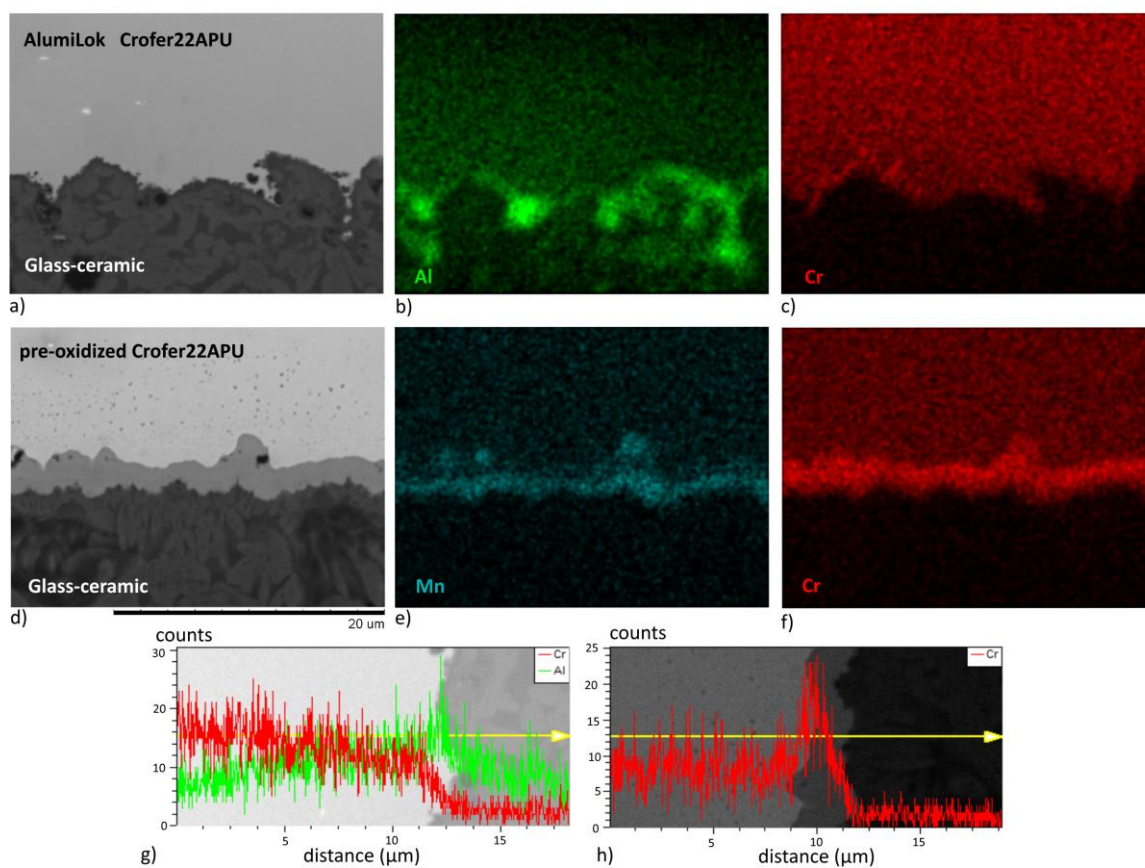 AlumiLok Crofer22APU
Glass-ceramic
Al
Cr
a)
b)
c)
pre-oxidized Crofer22APU
Glass-ceramic
Mn
Cr
20 um
d)
e)
f)
counts
30
20
10
0
5
10
15
Cr
Al
g)
distance (µm)
counts
25
20
15
10
5
0
5
10
15
Cr
h)
distance (µm)